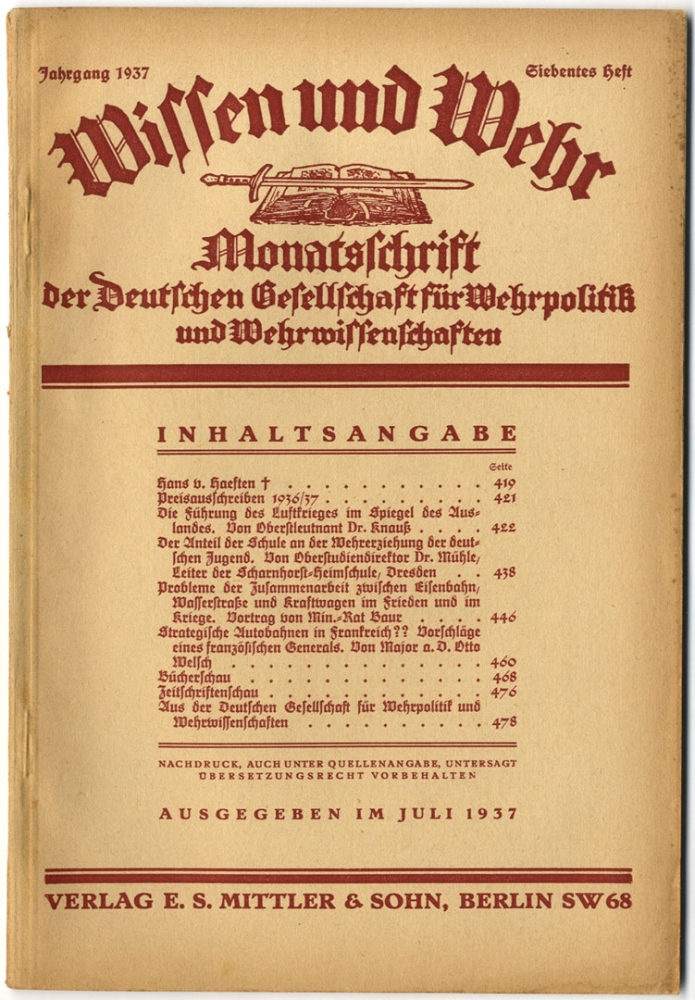 Jahrgang 1937
Siebentes Heft
Wissen und Wehr
Monatsschrift
der Deutschen Gesellschaft für Wehrpolitik
und Wehrwissenschaften
INHALTSANGABE
Seite
Hans v. Haeften † . . . . . . . . . . . 419
Preisausschreiben 1936/37 . . . . . . . . . 421
Die Führung des Luftkrieges im Spiegel des Aus-
landes. Von Oberstleutnant Dr. Knauß . . . . 422
Der Anteil der Schule an der Wehrerziehung der deut-
schen Jugend. Von Oberstudiendirektor Dr. Mühle,
Leiter der Scharnhorst-Heimschule, Dresden . . 438
Probleme der Zusammenarbeit zwischen Eisenbahn,
Wasserstraße und Kraftwagen im Frieden und im
Kriege. Vortrag von Min.-Rat Baur . . . . 446
Strategische Autobahnen in Frankreich?? Vorschläge
eines französischen Generals. Von Major a. D. Otto
Welsch . . . . . . . . . . . . . 460
Bücherschau . . . . . . . . . . . . . 468
Zeitschriftenschau . . . . . . . . . . . . 476
Aus der Deutschen Gesellschaft für Wehrpolitik und
Wehrwissenschaften . . . . . . . . . . 478
NACHDRUCK, AUCH UNTER QUELLENANGABE, UNTERSAGT
ÜBERSETZUNGSRECHT VORBEHALTEN
AUSGEGEBEN IM JULI 1937
VERLAG E. S. MITTLER & SOHN, BERLIN SW 68